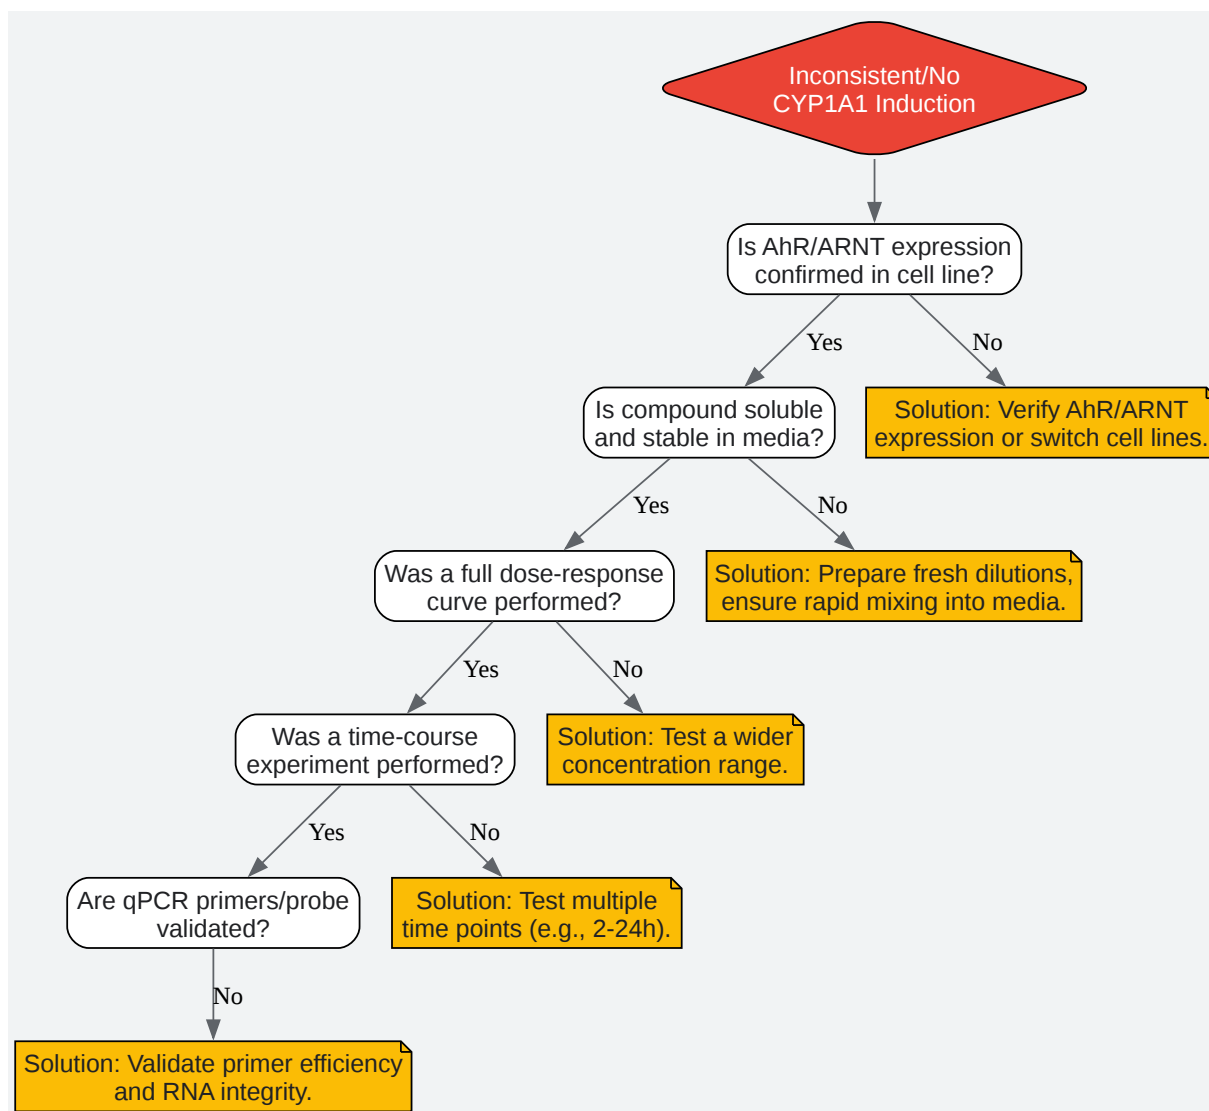 Inconsistent/No
CYP1A1 Induction
Is AhR/ARNT expression
confirmed in cell line?
Yes
No
Is compound soluble
and stable in media?
Solution: Verify AhR/ARNT
expression or switch cell lines.
Yes
No
Was a full dose-response
curve performed?
Solution: Prepare fresh dilutions,
ensure rapid mixing into media.
Yes
No
Was a time-course
experiment performed?
Solution: Test a wider
concentration range.
Yes
No
Are qPCR primers/probe
validated?
Solution: Test multiple
time points (e.g., 2-24h).
No
Solution: Validate primer efficiency
and RNA integrity.